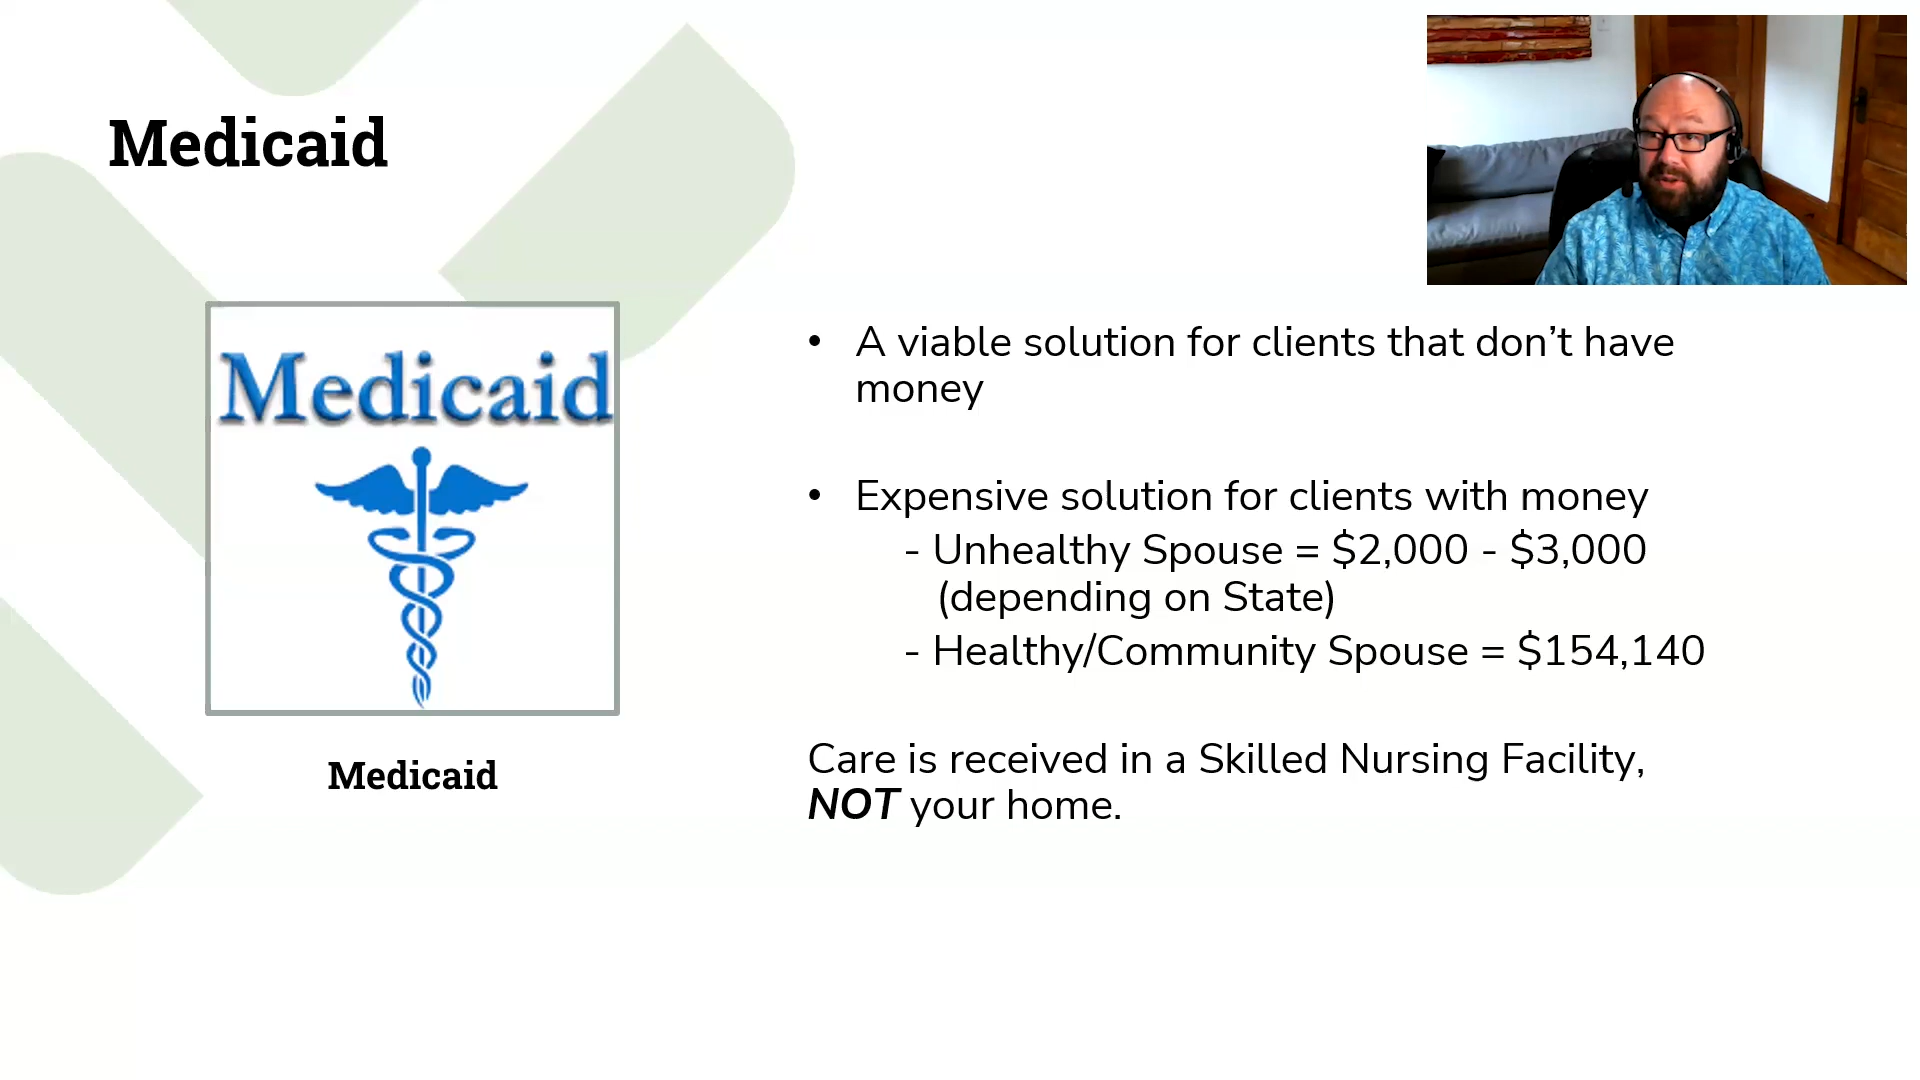 Medicaid
Medicaid
Medicaid
• A viable solution for clients that don’t have
money
• Expensive solution for clients with money
- Unhealthy Spouse = $2,000 - $3,000
(depending on State)
- Healthy/Community Spouse = $154,140
Care is received in a Skilled Nursing Facility,
NOT your home.